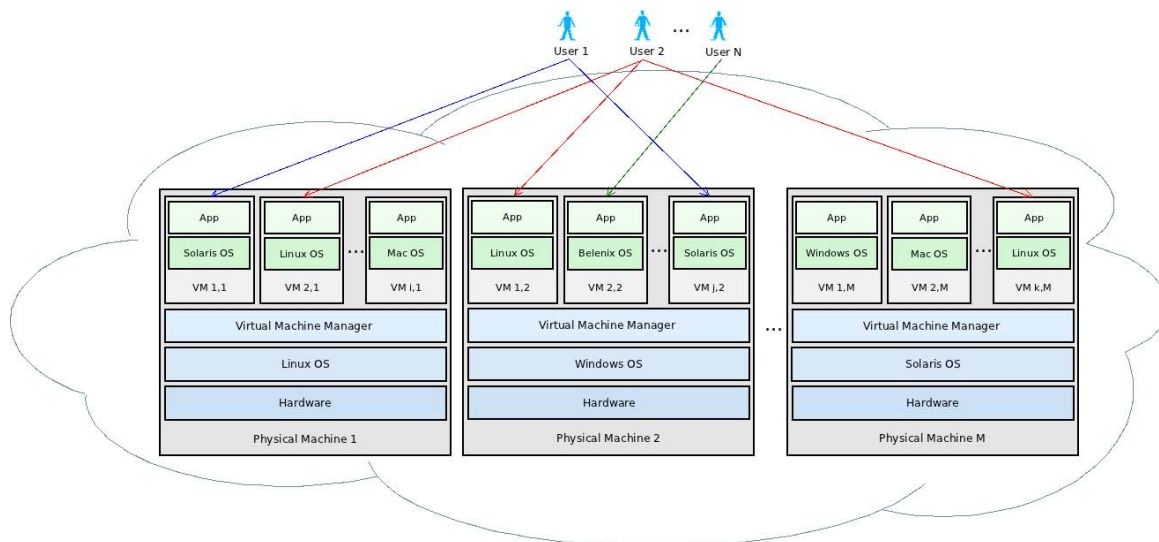 ...
User 1
User 2
User N
App
App
App
Solaris OS
Linux OS
...
Mac OS
VM 1,1
VM 2,1
VM i,1
Virtual Machine Manager
Linux OS
Hardware
Physical Machine 1
App
App
App
Linux OS
Belenix OS
...
Solaris OS
VM 1,2
VM 2,2
VM j,2
Virtual Machine Manager
Windows OS
Hardware
Physical Machine 2
...
App
App
App
Windows OS
Mac OS
...
Linux OS
VM 1,M
VM 2,M
VM k,M
Virtual Machine Manager
Solaris OS
Hardware
Physical Machine M